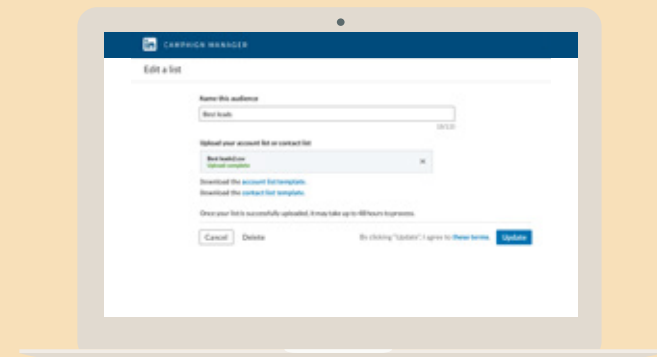 in CAMPAIGN MANAGER
Edit a list
Name this audience
Best leads
Upload your account list or contact list
Best leads2.csv
Upload complete
Download the account list template.
Download the contact list template.
Once your list is successfully uploaded, it may take up to 48 hours to process.
Cancel Delete By clicking "Update", I agree to these terms Update